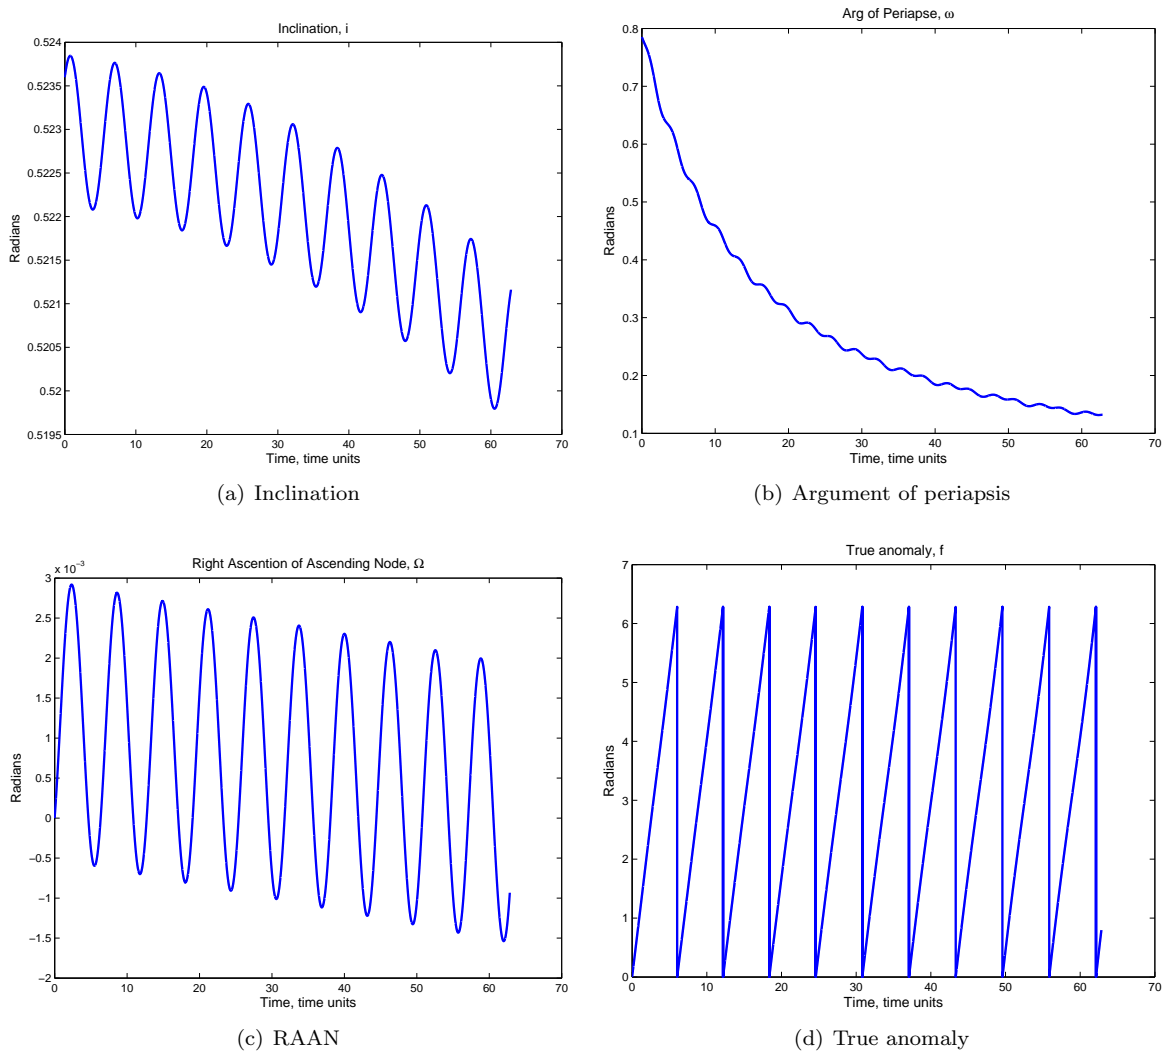 Inclination, i
0.524
0.5235
0.523
0.5225
0.522
0.5215
0.521
0.5205
0.52
0.5195
Radians
0 10 20 30 40 50 60 70
Time, time units
(a) Inclination
Arg of Periapse, ω
0.8
0.7
0.6
0.5
0.4
0.3
0.2
0.1
Radians
0 10 20 30 40 50 60 70
Time, time units
(b) Argument of periapsis
Right Ascention of Ascending Node, Ω
x 10⁻³
3
2.5
2
1.5
1
0.5
0
−0.5
−1
−1.5
−2
Radians
0 10 20 30 40 50 60 70
Time, time units
(c) RAAN
True anomaly, f
7
6
5
4
3
2
1
0
Radians
0 10 20 30 40 50 60 70
Time, time units
(d) True anomaly